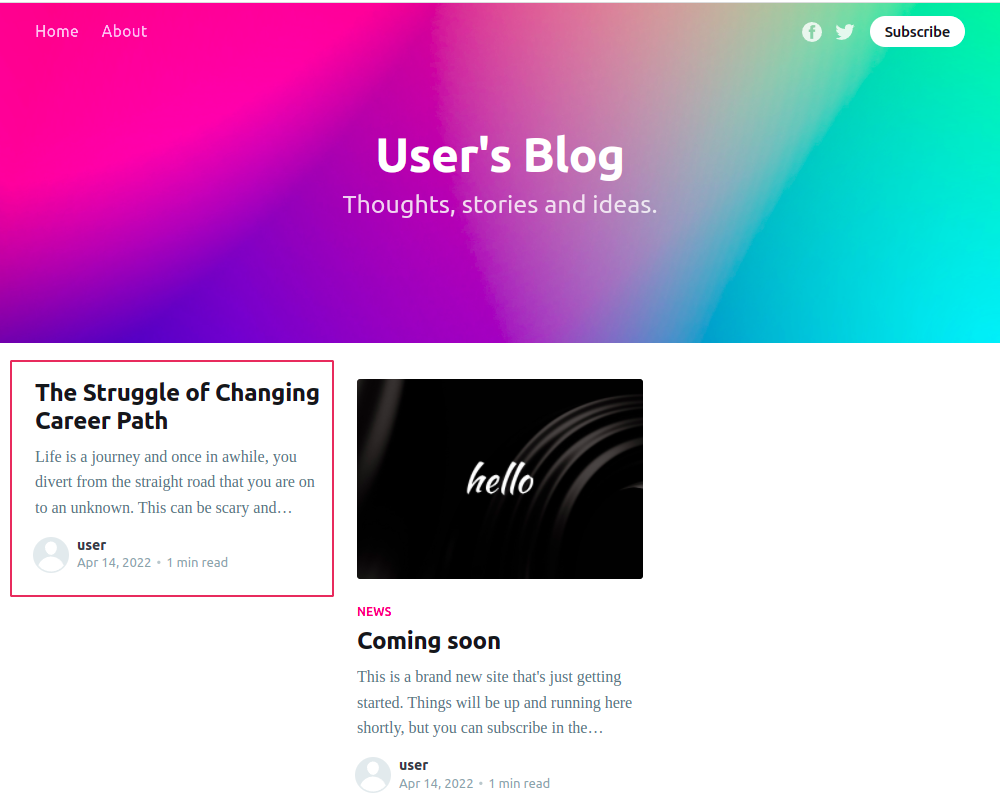 Home About Subscribe
User's Blog
Thoughts, stories and ideas.
The Struggle of Changing
Career Path
Life is a journey and once in awhile, you
divert from the straight road that you are on
to an unknown. This can be scary and…
user
Apr 14, 2022 • 1 min read
hello
NEWS
Coming soon
This is a brand new site that's just getting
started. Things will be up and running here
shortly, but you can subscribe in the…
user
Apr 14, 2022 • 1 min read